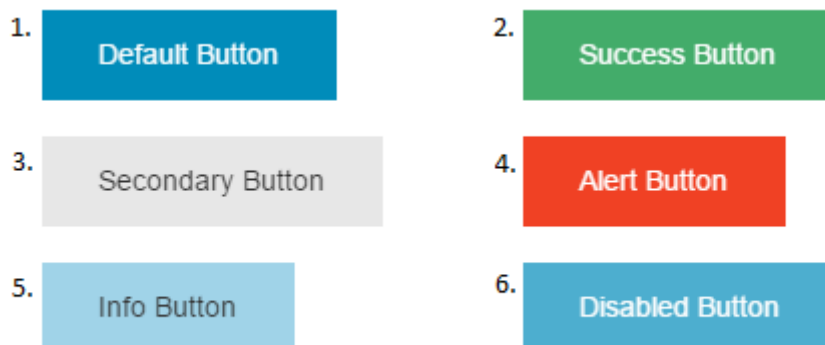 1. Default Button
2. Success Button
3. Secondary Button
4. Alert Button
5. Info Button
6. Disabled Button